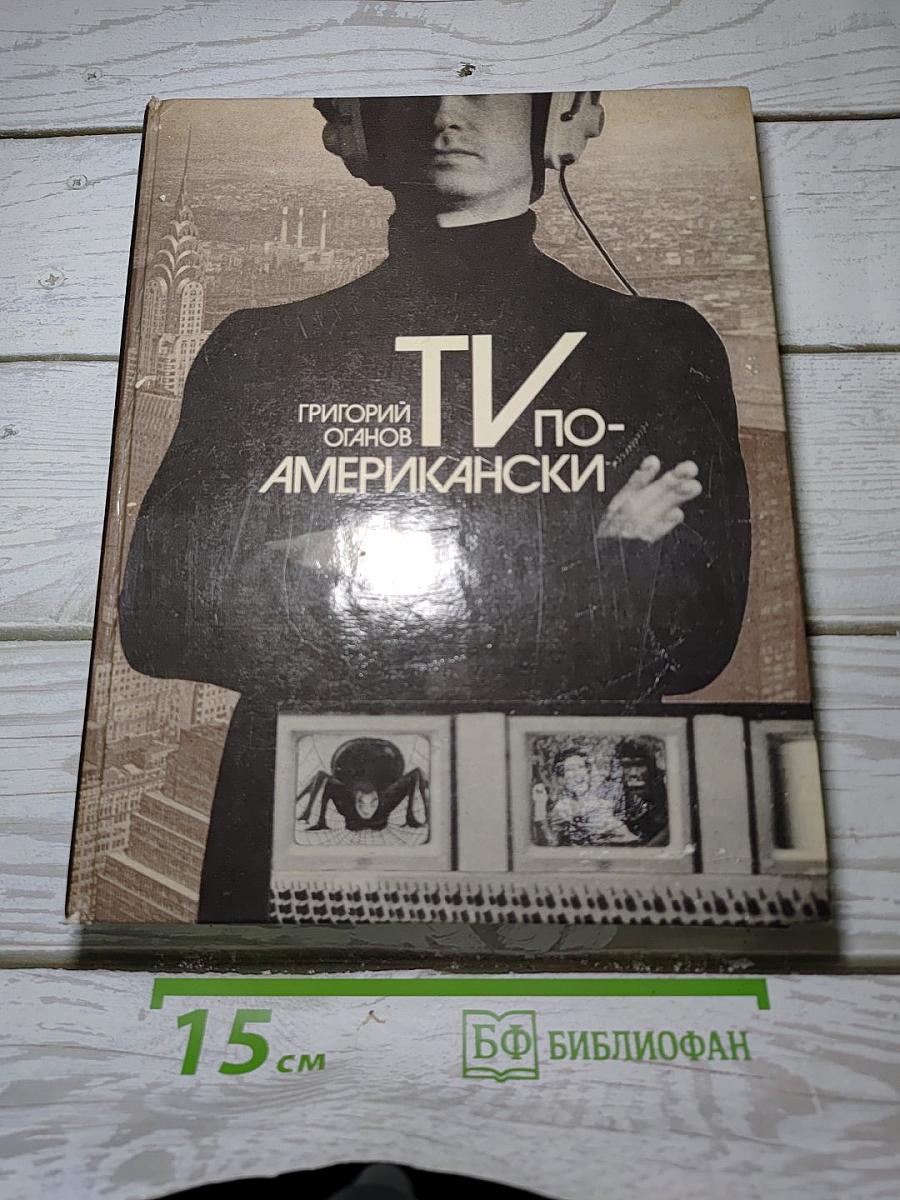 ГРИГОРИЙ
ОГАНОВ
TV ПО-
АМЕРИКАНСКИ
15 см
БФ БИБЛИОФАН